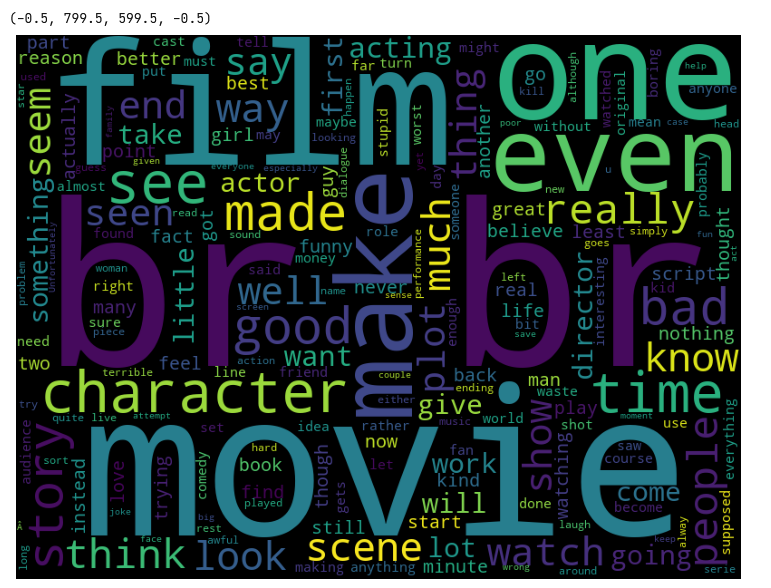 (-0.5, 799.5, 599.5, -0.5)
part cast tell film one
reason better say first acting might
used put must best far turn go although help
star actually end way maybe happen kill watched original boring anyone
seem take girl may looking stupid worst thing another without mean case
family point given dialogue yet poor head
guess everyone especially even
almost see actor guy day probably
something seen read got made role make much someone great really new u
Unfortunately found fact funny believe least simply fun
problem woman sound money performance goes thought act
br br
right little said well never left real director script
many name screen sense enough life interesting kid bad
need sure piece good plot bit nothing
two feel action want save know
terrible line friend couple back man waste
try character either ending give time
quite live attempt music world play moment
audience set idea rather now shot use everything
story hard movie fan show saw people
sort love trying comedy book though let work watching course
instead find gets kind will come become
played still start done laugh alway supposed
Â joke big rest
long think face awful look scene lot watch going keep
making anything minute wrong around serie